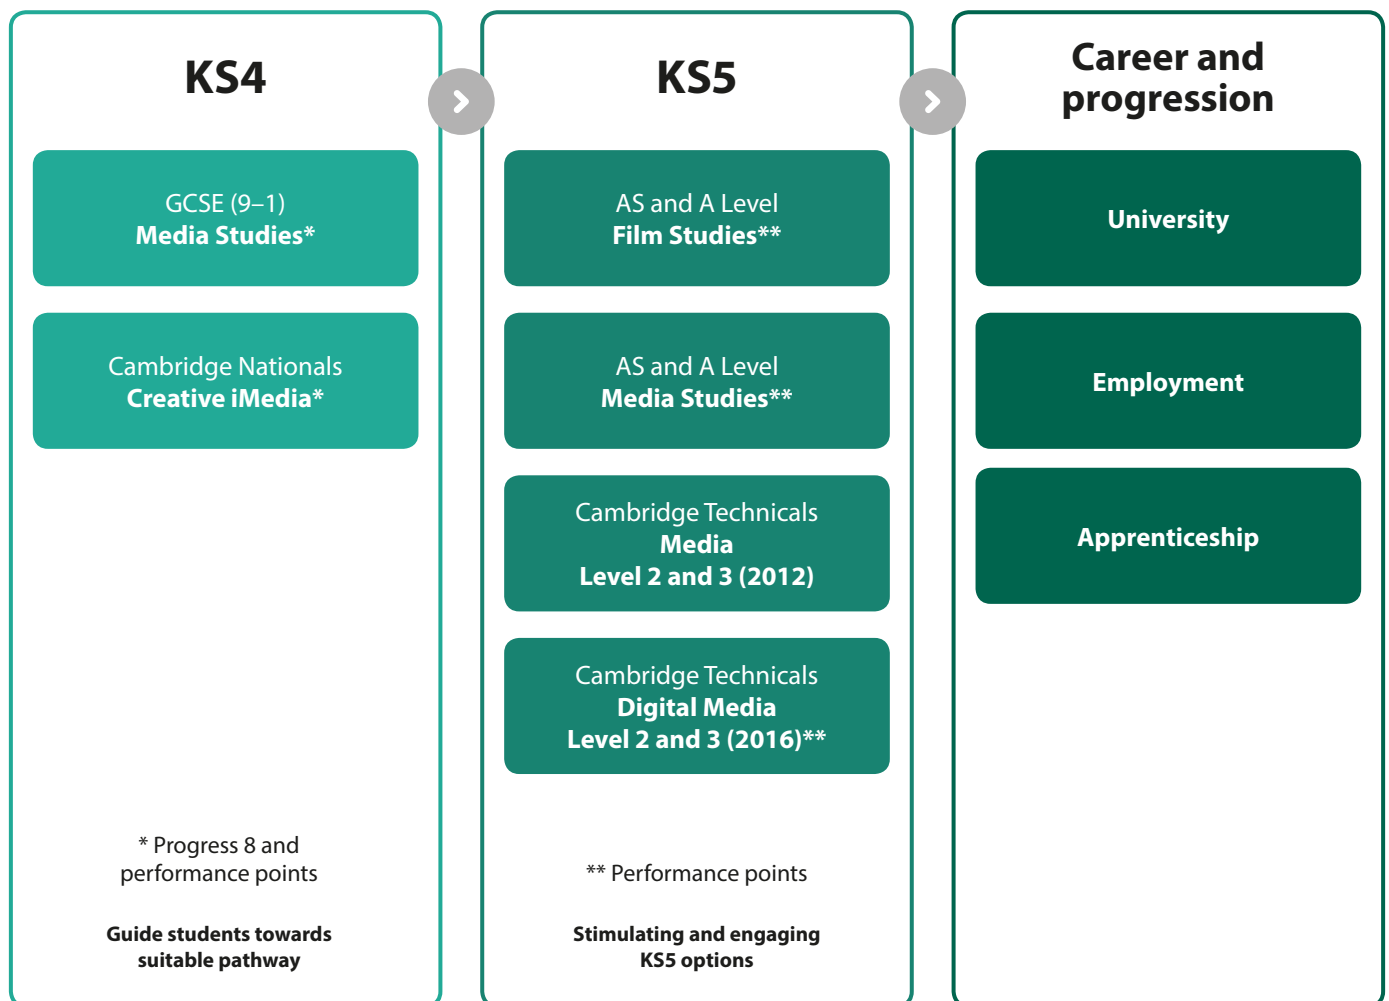 KS4
GCSE (9–1)
Media Studies*
Cambridge Nationals
Creative iMedia*
* Progress 8 and
performance points
Guide students towards
suitable pathway
KS5
AS and A Level
Film Studies**
AS and A Level
Media Studies**
Cambridge Technicals
Media
Level 2 and 3 (2012)
Cambridge Technicals
Digital Media
Level 2 and 3 (2016)**
** Performance points
Stimulating and engaging
KS5 options
Career and
progression
University
Employment
Apprenticeship